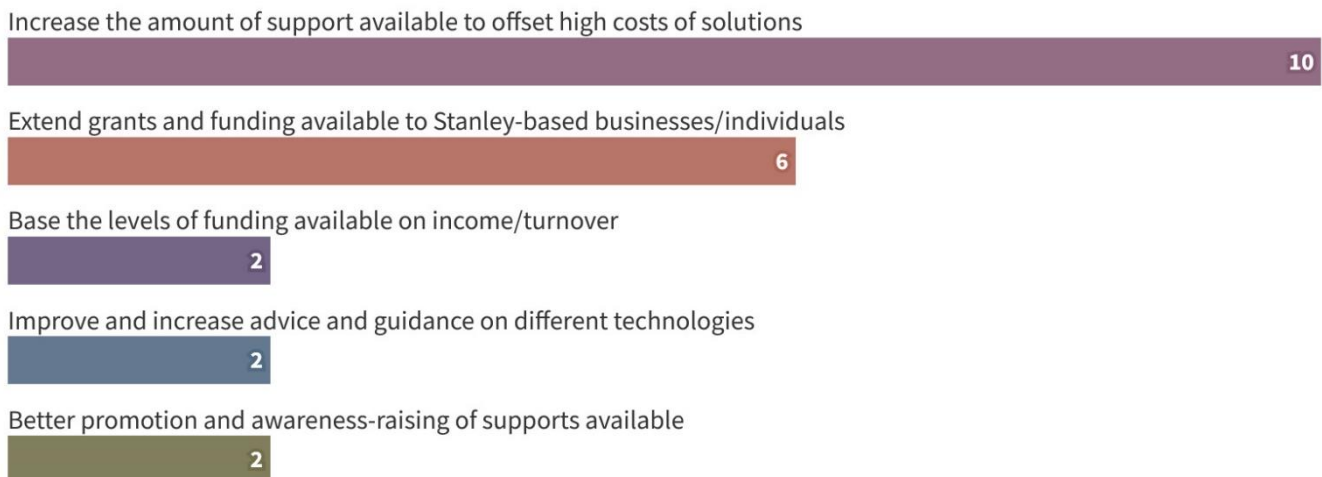 Increase the amount of support available to offset high costs of solutions
10
Extend grants and funding available to Stanley-based businesses/individuals
6
Base the levels of funding available on income/turnover
2
Improve and increase advice and guidance on different technologies
2
Better promotion and awareness-raising of supports available
2